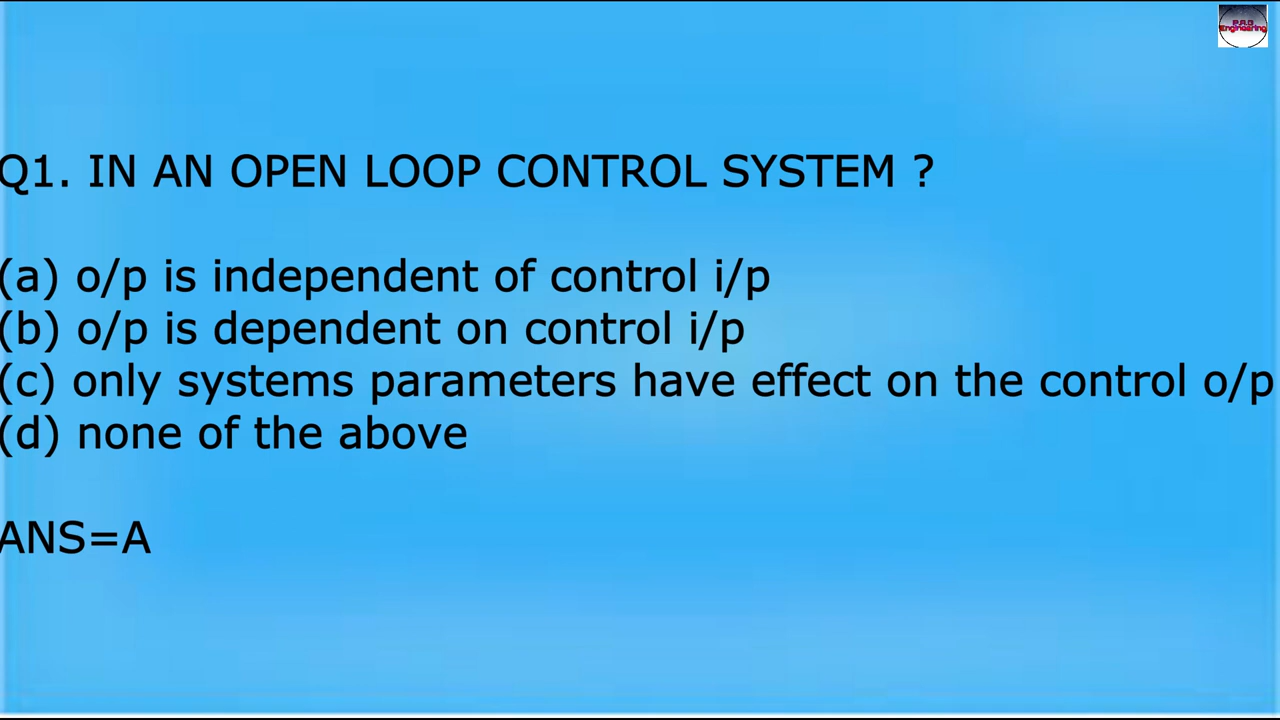 P.A.D
Engineering
Q1. IN AN OPEN LOOP CONTROL SYSTEM ?
(a) o/p is independent of control i/p
(b) o/p is dependent on control i/p
(c) only systems parameters have effect on the control o/p
(d) none of the above
ANS=A